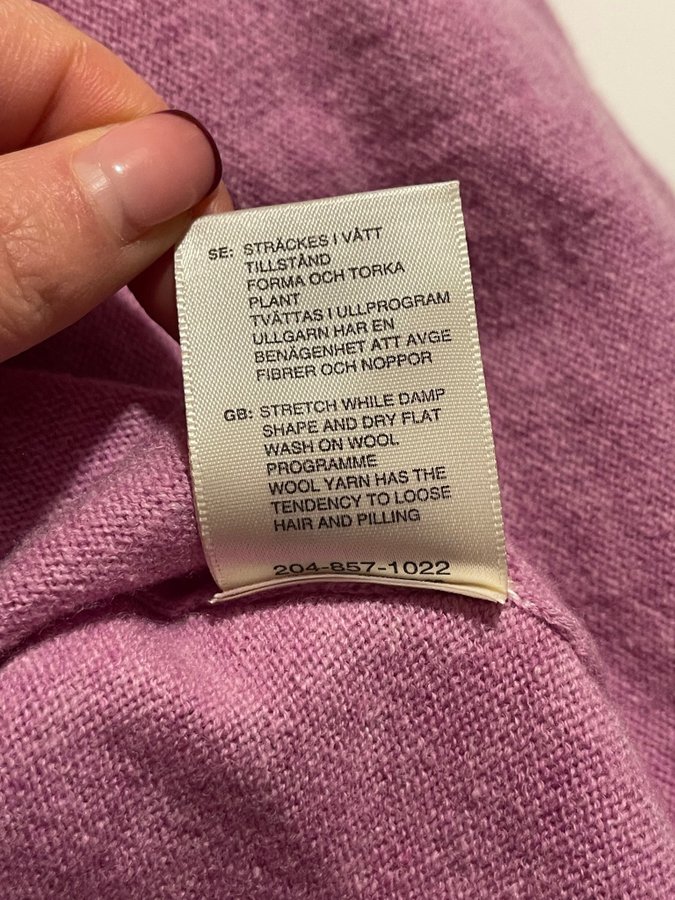 SE: STRÄCKES I VÅTT
TILLSTÅND
FORMA OCH TORKA
PLANT
TVÄTTAS I ULLPROGRAM
ULLGARN HAR EN
BENÄGENHET ATT AVGE
FIBRER OCH NOPPOR
GB: STRETCH WHILE DAMP
SHAPE AND DRY FLAT
WASH ON WOOL
PROGRAMME
WOOL YARN HAS THE
TENDENCY TO LOOSE
HAIR AND PILLING
204-857-1022